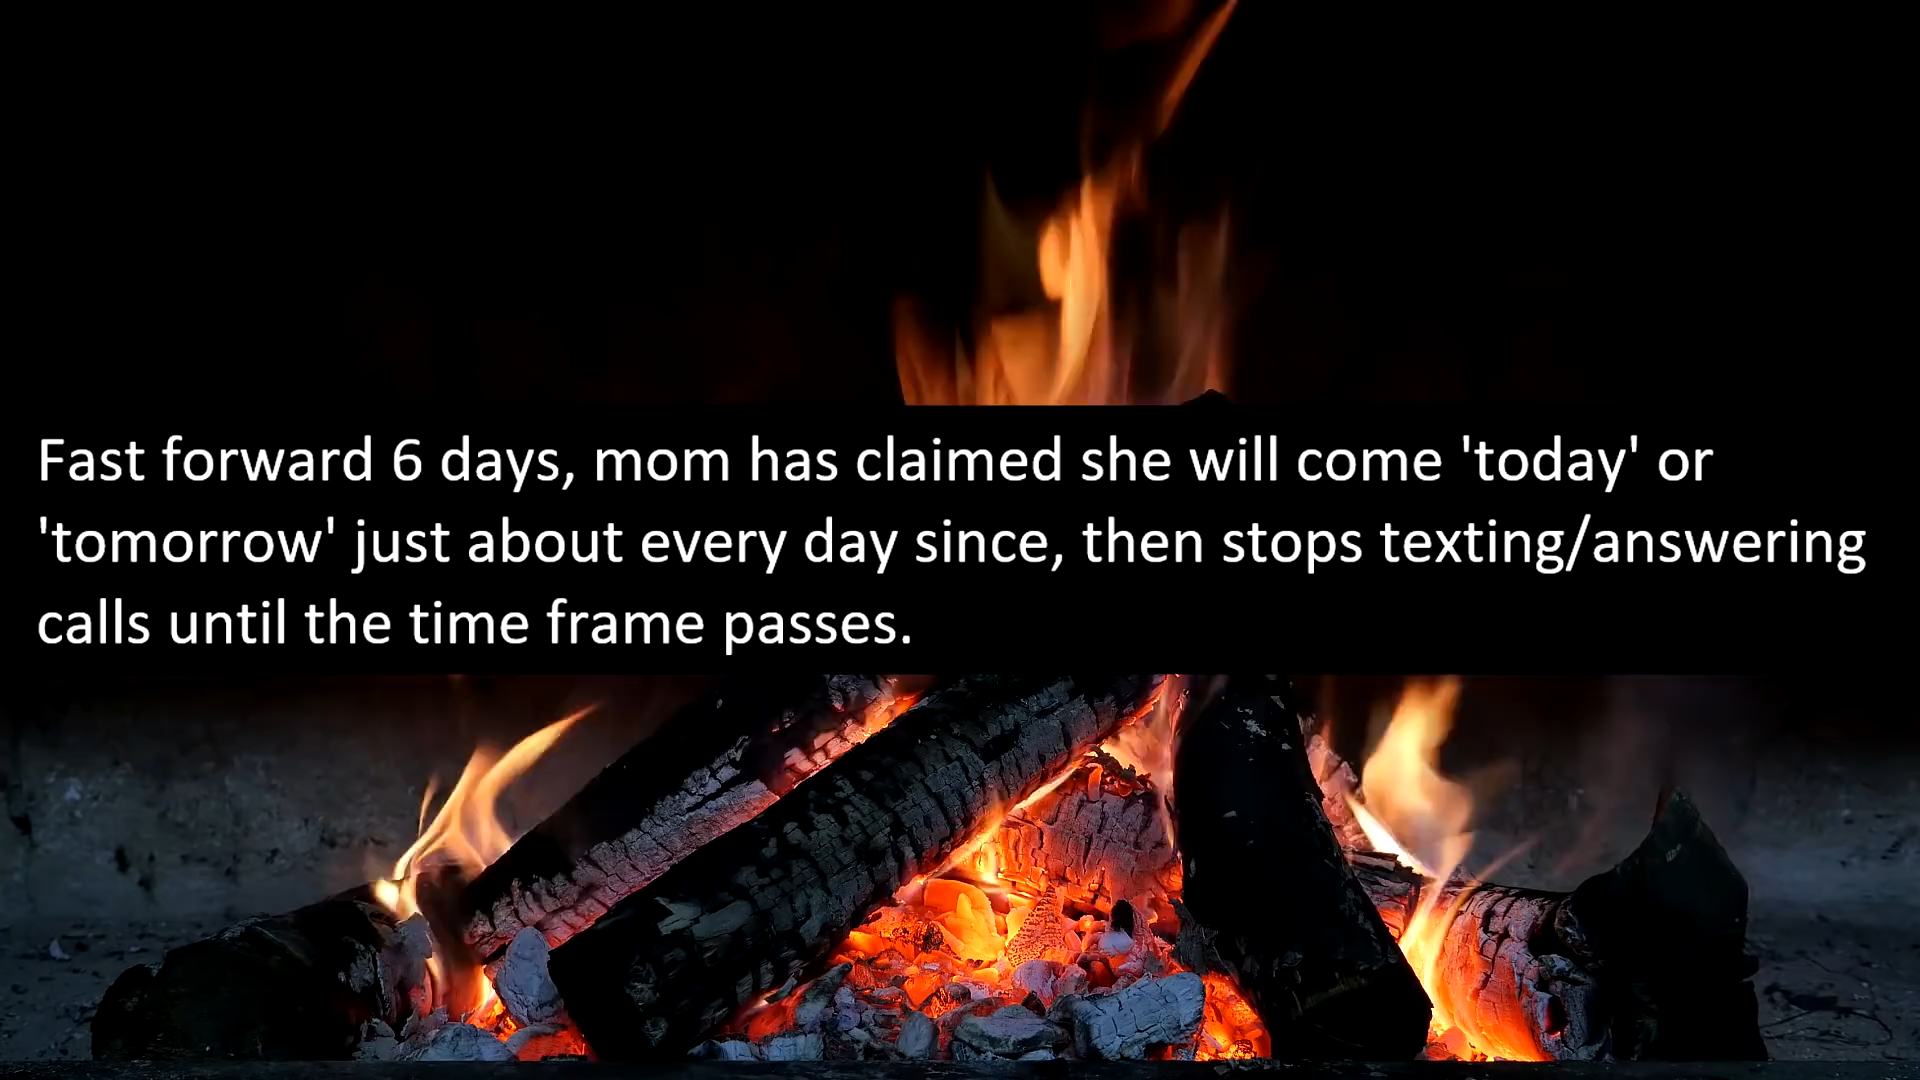 Fast forward 6 days, mom has claimed she will come 'today' or
'tomorrow' just about every day since, then stops texting/answering
calls until the time frame passes.